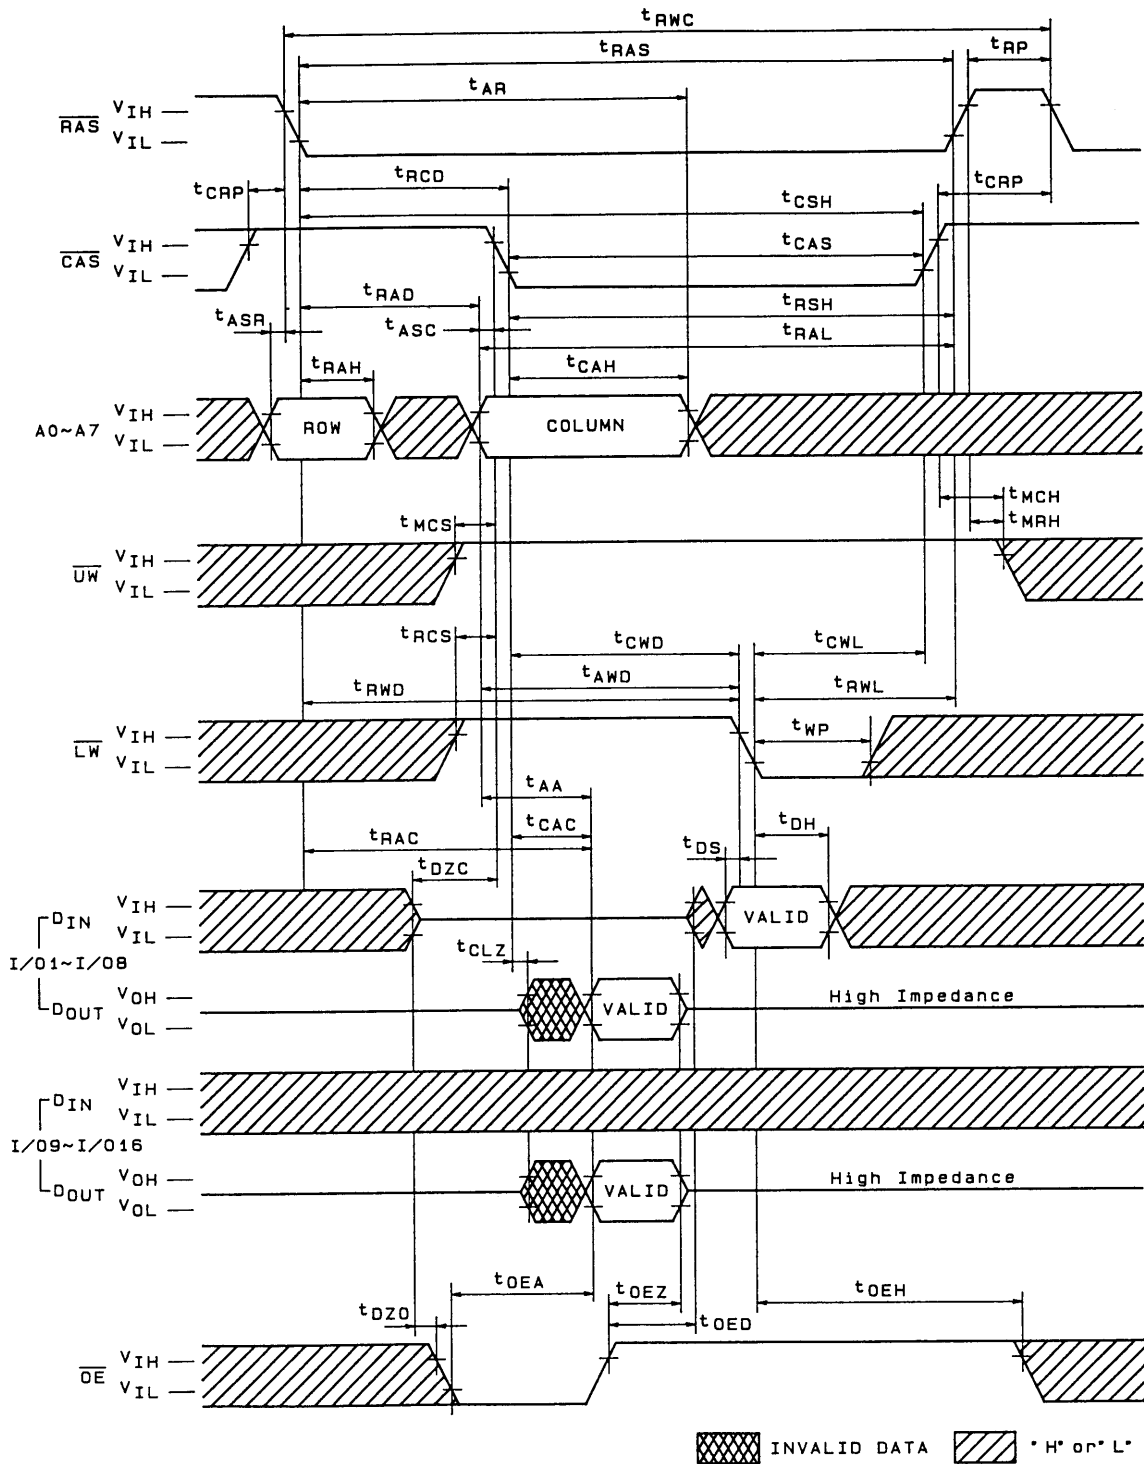 tRWC
tRAS
tRP
tAR
RAS VIH
VIL
tCRP
tRCD
tCRP
tCSH
CAS VIH
VIL
tCAS
tRAD
tRSH
tASR
tASC
tRAL
tRAH
tCAH
A0~A7 VIH
VIL
ROW
COLUMN
tMCH
tMCS
tMRH
UW VIH
VIL
tRCS
tCWD
tCWL
tAWD
tRWD
tRWL
LW VIH
VIL
tWP
tAA
tCAC
tRAC
tDH
tDS
tDZC
DIN VIH
VIL
VALID
I/O1~I/O8
tCLZ
DOUT VOH
VOL
VALID
High Impedance
DIN VIH
VIL
I/O9~I/O16
DOUT VOH
VOL
VALID
High Impedance
tOEA
tOEZ
tOEH
tDZO
tOED
OE VIH
VIL
INVALID DATA
"H" or "L"